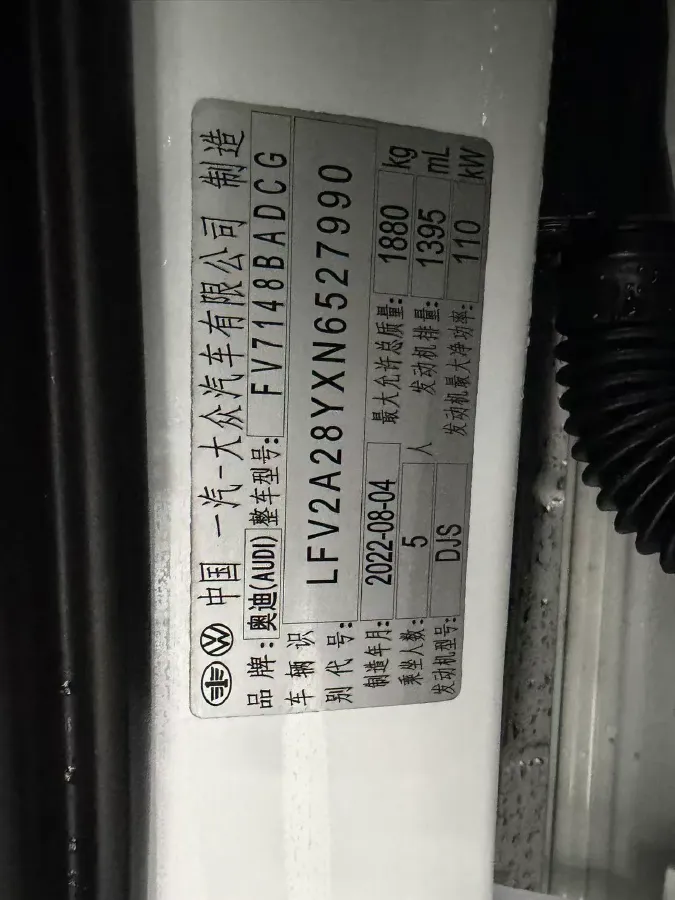 中国 一汽-大众汽车有限公司 制造
品牌:奥迪(AUDI) 整车型号: FV7148BADCG
车辆识别代号: LFV2A28YXN6527990
制造年月: 2022-08-04 最大允许总质量: 1880 kg
乘坐人数: 5 人 发动机排量: 1395 mL
发动机型号: DJS 发动机最大净功率: 110 kW